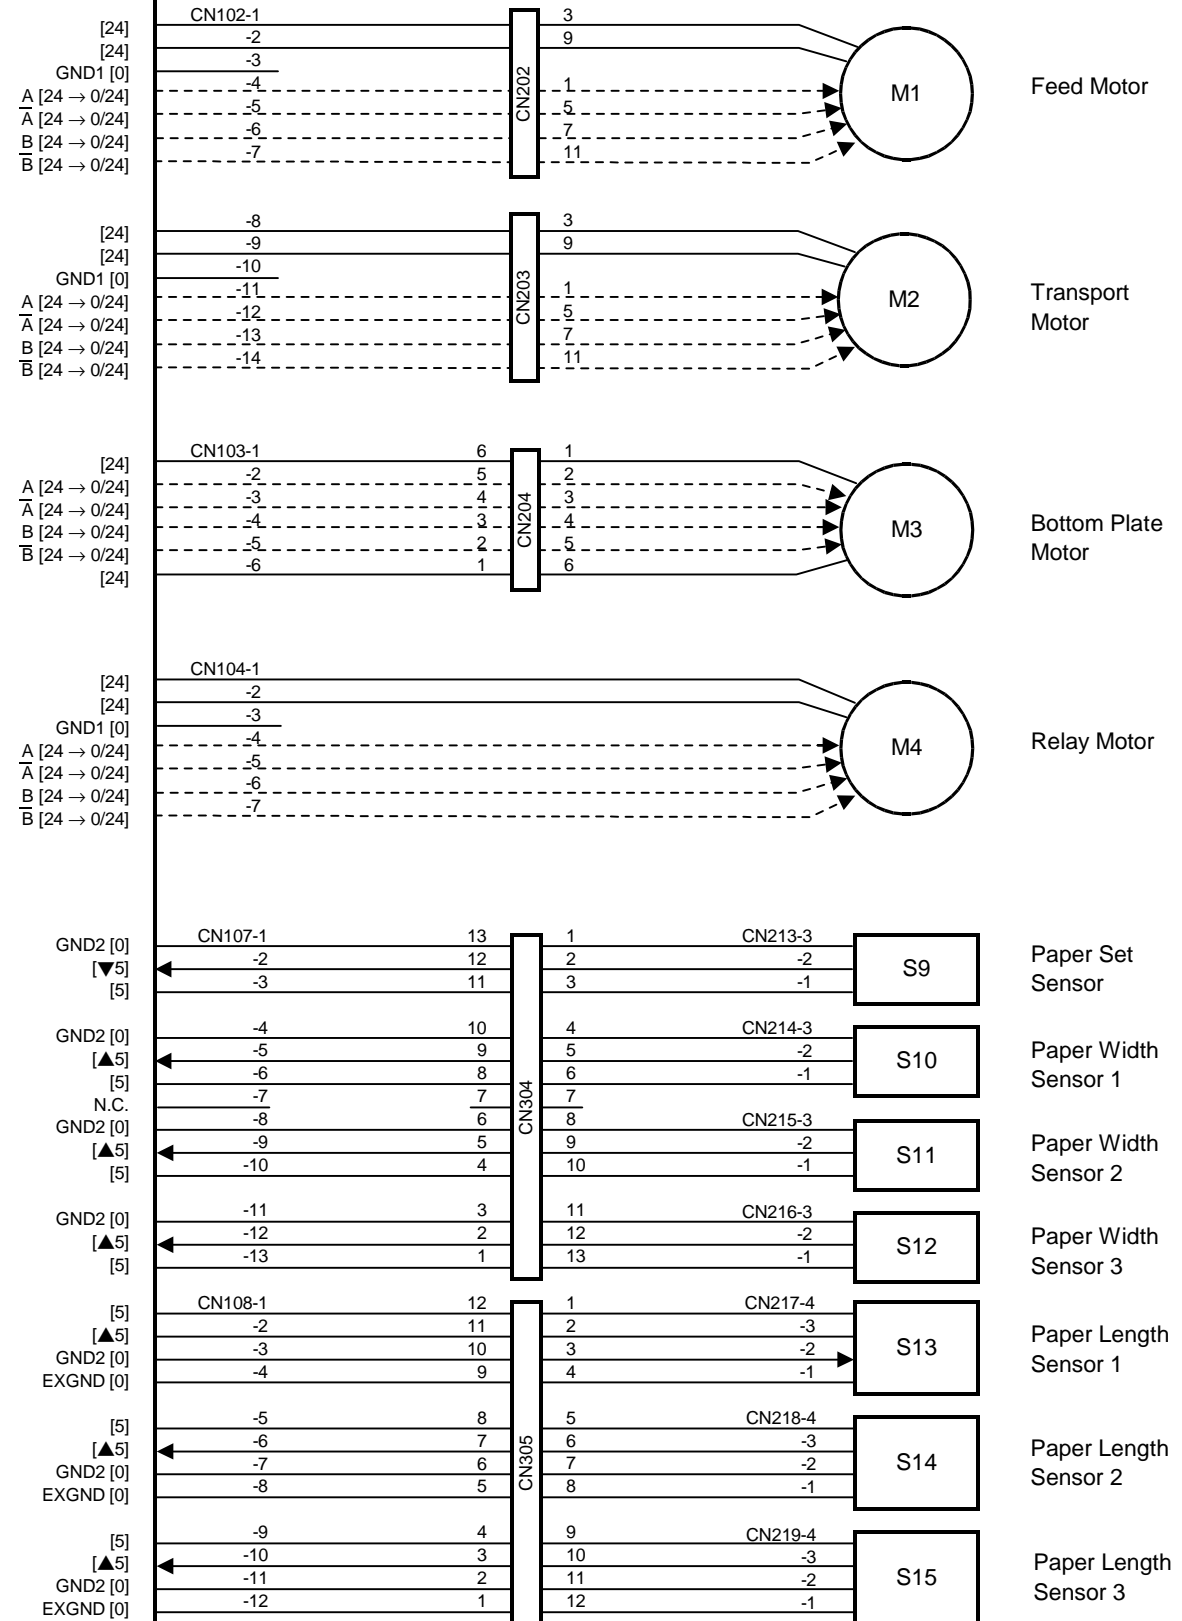 [24] CN102-1 3
[24] -2 9
GND1 [0] -3
A [24 → 0/24] -4 1
A̅ [24 → 0/24] -5 5
B [24 → 0/24] -6 7
B̅ [24 → 0/24] -7 11
CN202
M1
Feed Motor
[24] -8 3
[24] -9 9
GND1 [0] -10
A [24 → 0/24] -11 1
A̅ [24 → 0/24] -12 5
B [24 → 0/24] -13 7
B̅ [24 → 0/24] -14 11
CN203
M2
Transport
Motor
[24] CN103-1 6 1
A [24 → 0/24] -2 5 2
A̅ [24 → 0/24] -3 4 3
B [24 → 0/24] -4 3 4
B̅ [24 → 0/24] -5 2 5
[24] -6 1 6
CN204
M3
Bottom Plate
Motor
[24] CN104-1
[24] -2
GND1 [0] -3
A [24 → 0/24] -4
A̅ [24 → 0/24] -5
B [24 → 0/24] -6
B̅ [24 → 0/24] -7
M4
Relay Motor
GND2 [0] CN107-1 13 1 CN213-3
[▼5] -2 12 2 -2
[5] -3 11 3 -1
S9
Paper Set
Sensor
GND2 [0] -4 10 4 CN214-3
[▲5] -5 9 5 -2
[5] -6 8 6 -1
S10
Paper Width
Sensor 1
N.C. -7 7 7
CN304
GND2 [0] -8 6 8 CN215-3
[▲5] -9 5 9 -2
[5] -10 4 10 -1
S11
Paper Width
Sensor 2
GND2 [0] -11 3 11 CN216-3
[▲5] -12 2 12 -2
[5] -13 1 13 -1
S12
Paper Width
Sensor 3
[5] CN108-1 12 1 CN217-4
[▲5] -2 11 2 -3
GND2 [0] -3 10 3 -2
EXGND [0] -4 9 4 -1
S13
Paper Length
Sensor 1
[5] -5 8 5 CN218-4
[▲5] -6 7 6 -3
GND2 [0] -7 6 7 -2
EXGND [0] -8 5 8 -1
CN305
S14
Paper Length
Sensor 2
[5] -9 4 9 CN219-4
[▲5] -10 3 10 -3
GND2 [0] -11 2 11 -2
EXGND [0] -12 1 12 -1
S15
Paper Length
Sensor 3